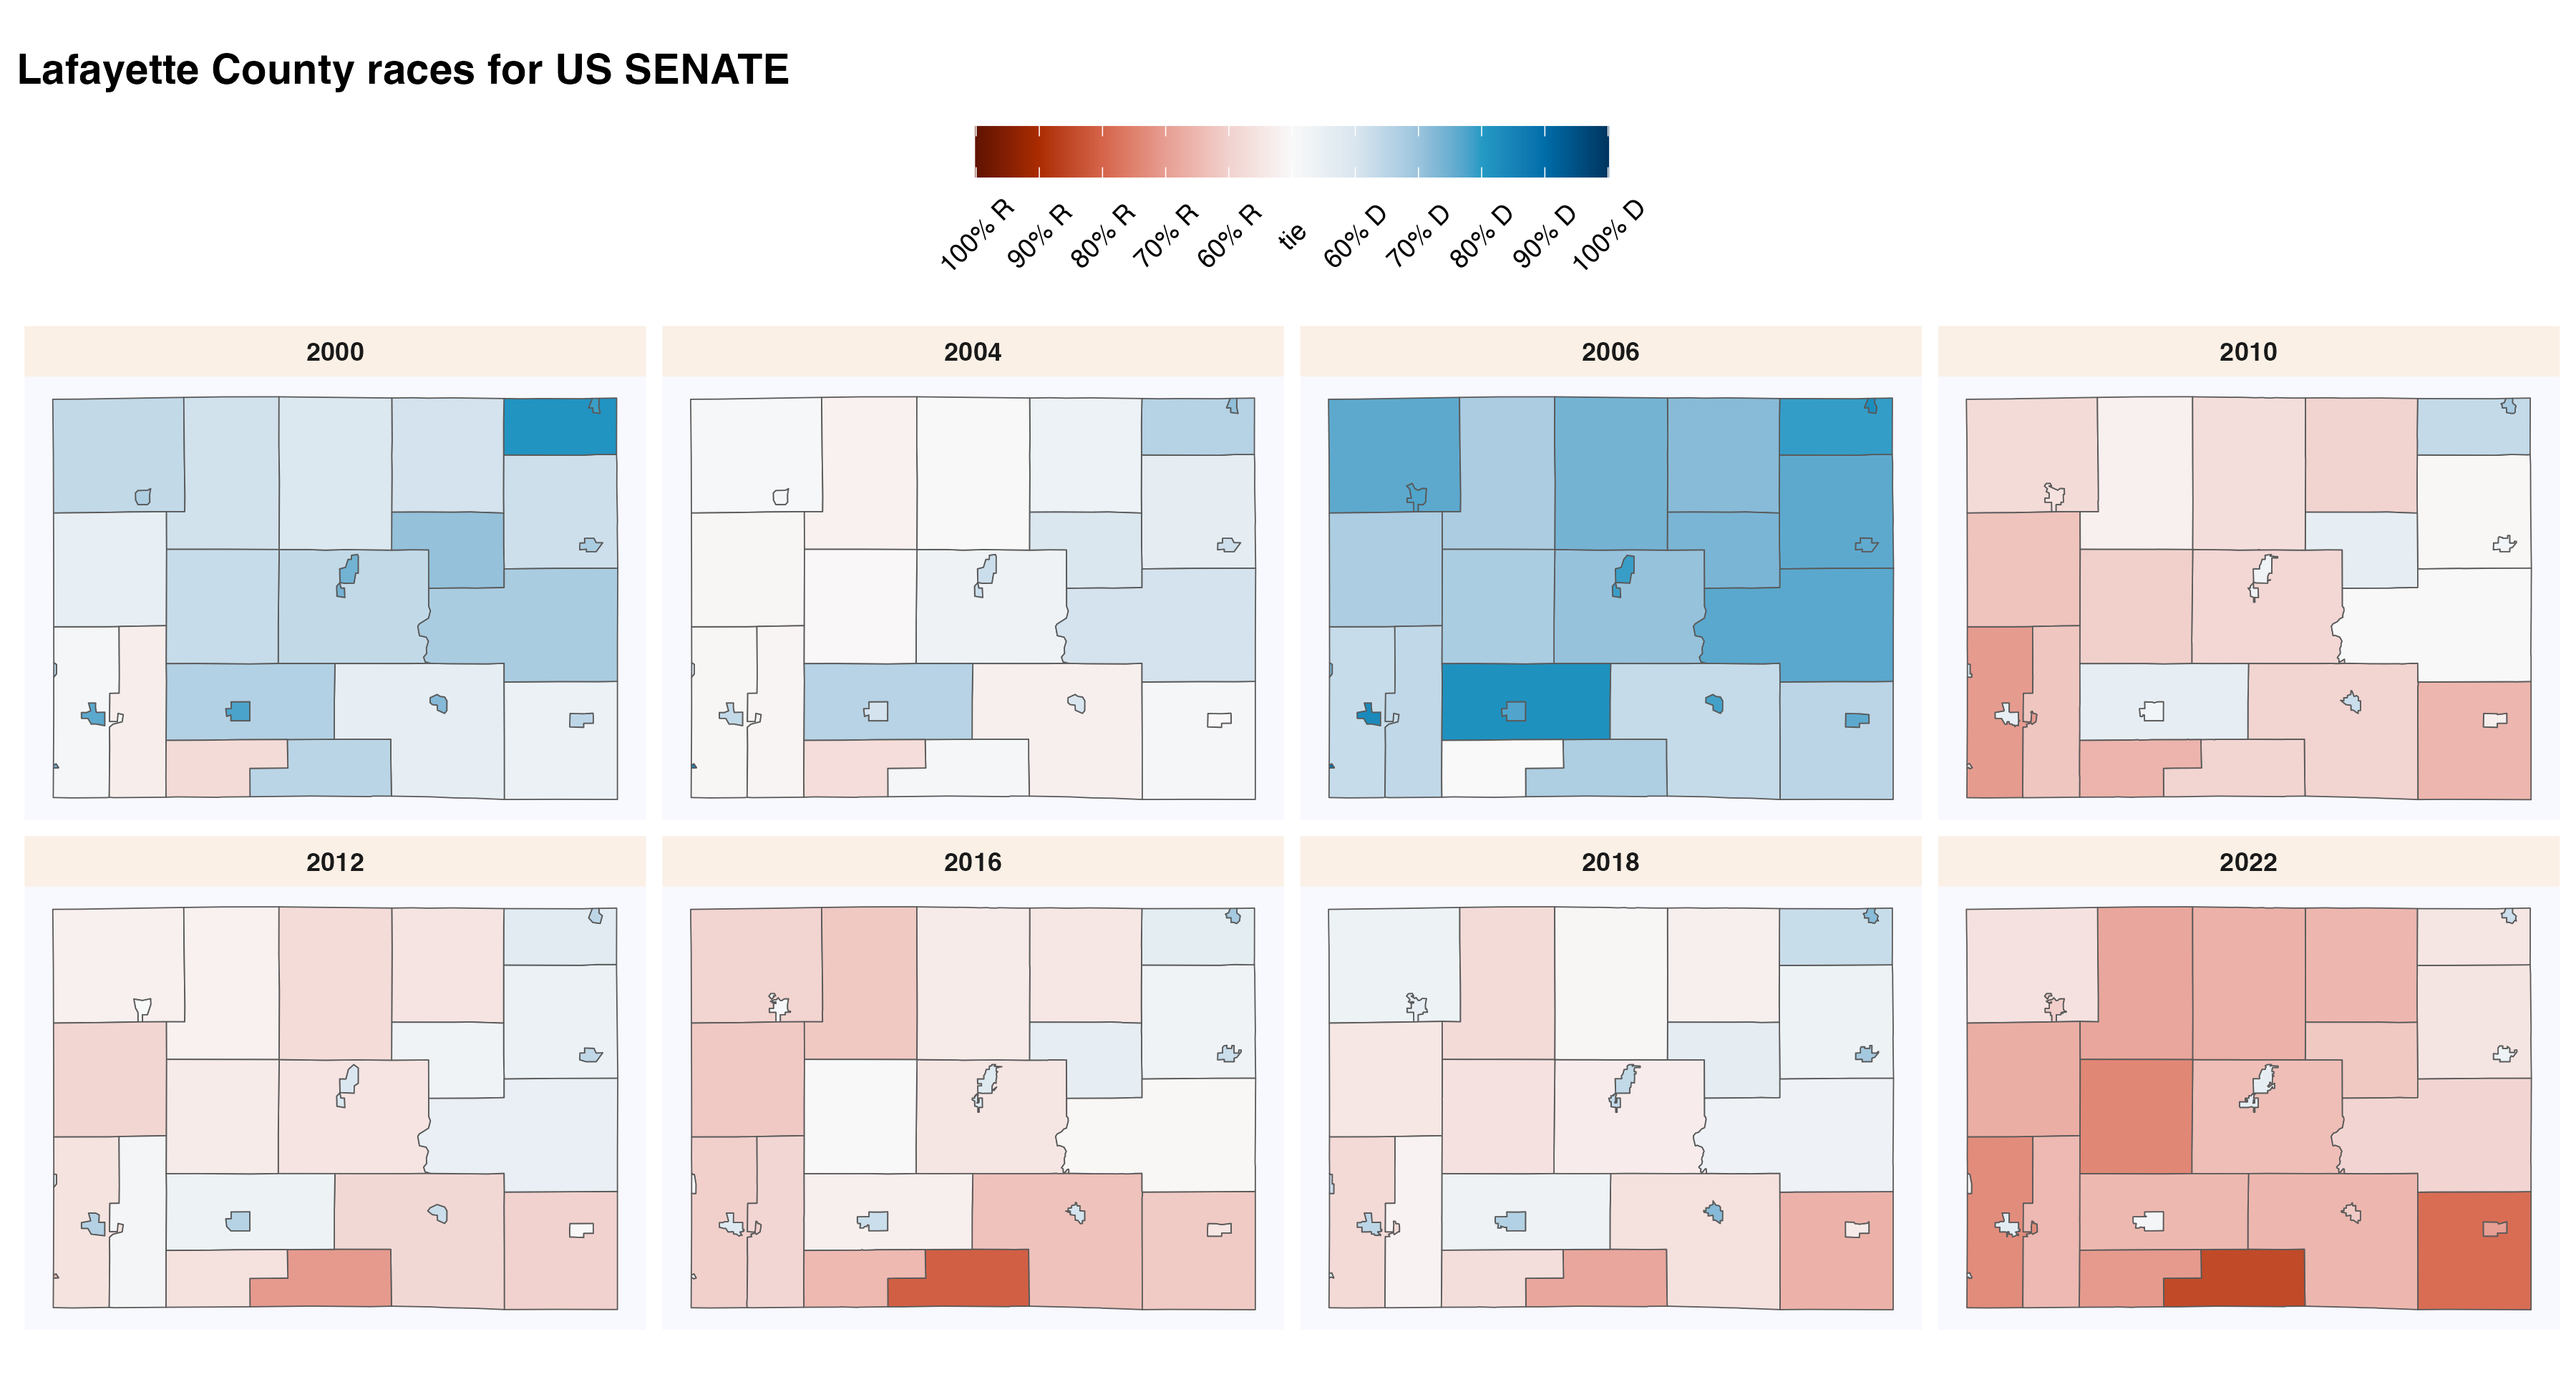 Lafayette County races for US SENATE
100% R
90% R
80% R
70% R
60% R
tie
60% D
70% D
80% D
90% D
100% D
2000
2004
2006
2010
2012
2016
2018
2022